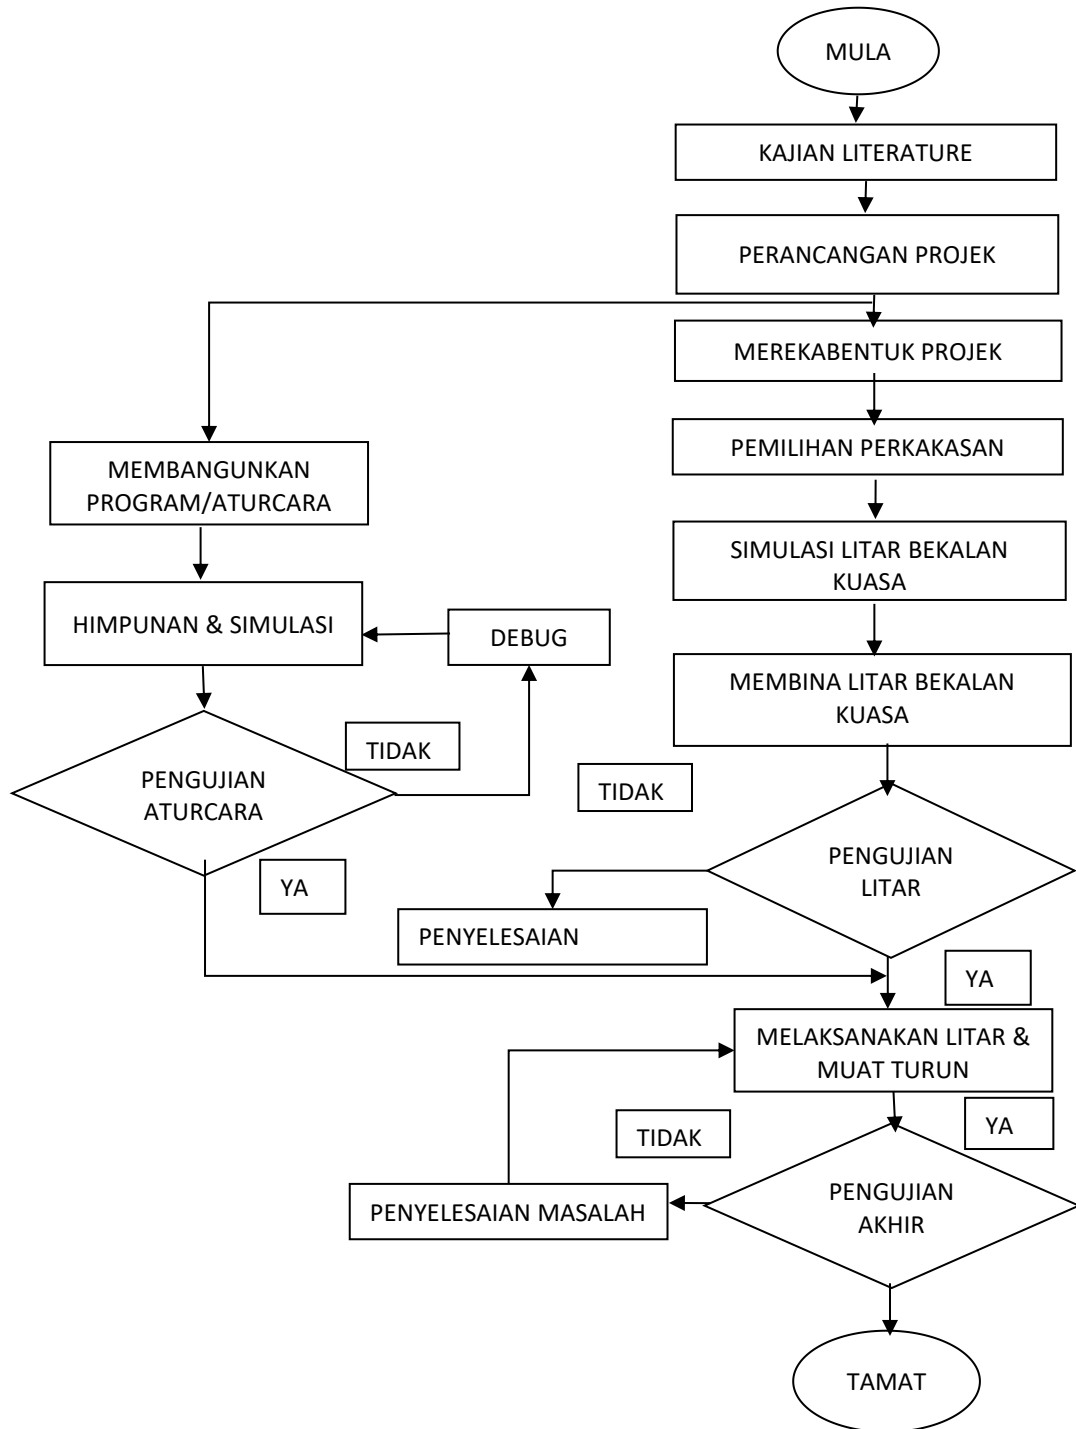 MULA
KAJIAN LITERATURE
PERANCANGAN PROJEK
MEREKABENTUK PROJEK
PEMILIHAN PERKAKASAN
MEMBANGUNKAN
PROGRAM/ATURCARA
SIMULASI LITAR BEKALAN
KUASA
HIMPUNAN & SIMULASI
DEBUG
MEMBINA LITAR BEKALAN
KUASA
TIDAK
PENGUJIAN
ATURCARA
TIDAK
YA
PENGUJIAN
LITAR
PENYELESAIAN
YA
MELAKSANAKAN LITAR &
MUAT TURUN
TIDAK
YA
PENYELESAIAN MASALAH
PENGUJIAN
AKHIR
TAMAT